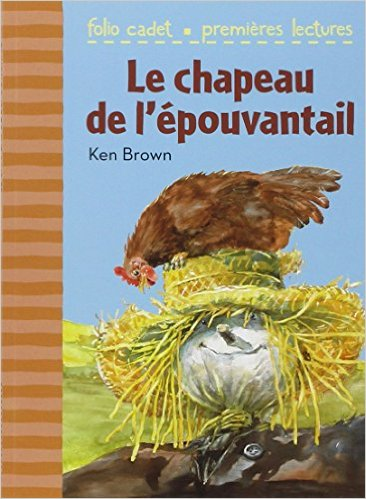 folio cadet ▪ premières lectures
Le chapeau
de l'épouvantail
Ken Brown